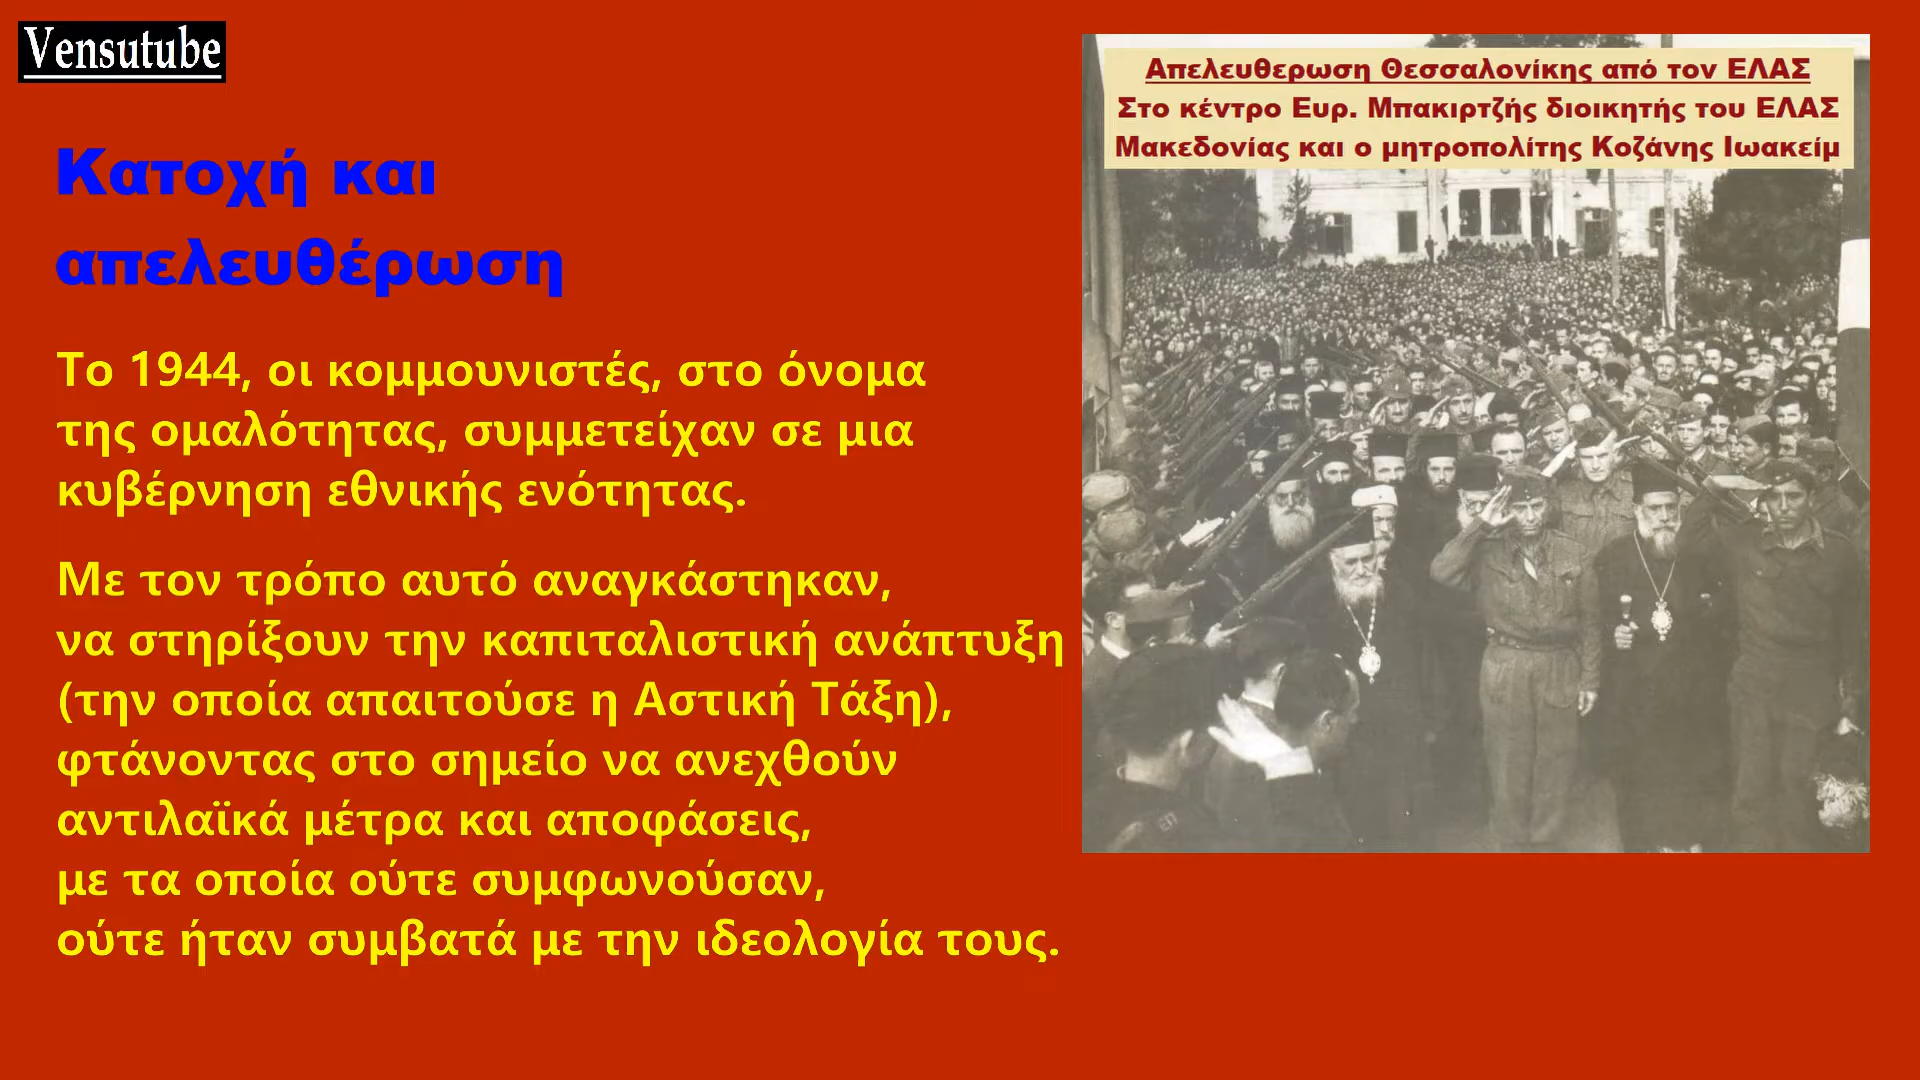 Vensutube
Κατοχή και
απελευθέρωση
Το 1944, οι κομμουνιστές, στο όνομα
της ομαλότητας, συμμετείχαν σε μια
κυβέρνηση εθνικής ενότητας.
Με τον τρόπο αυτό αναγκάστηκαν,
να στηρίξουν την καπιταλιστική ανάπτυξη
(την οποία απαιτούσε η Αστική Τάξη),
φτάνοντας στο σημείο να ανεχθούν
αντιλαϊκά μέτρα και αποφάσεις,
με τα οποία ούτε συμφωνούσαν,
ούτε ήταν συμβατά με την ιδεολογία τους.
Απελευθερωση Θεσσαλονίκης από τον ΕΛΑΣ
Στο κέντρο Ευρ. Μπακιρτζής διοικητής του ΕΛΑΣ
Μακεδονίας και ο μητροπολίτης Κοζάνης Ιωακείμ